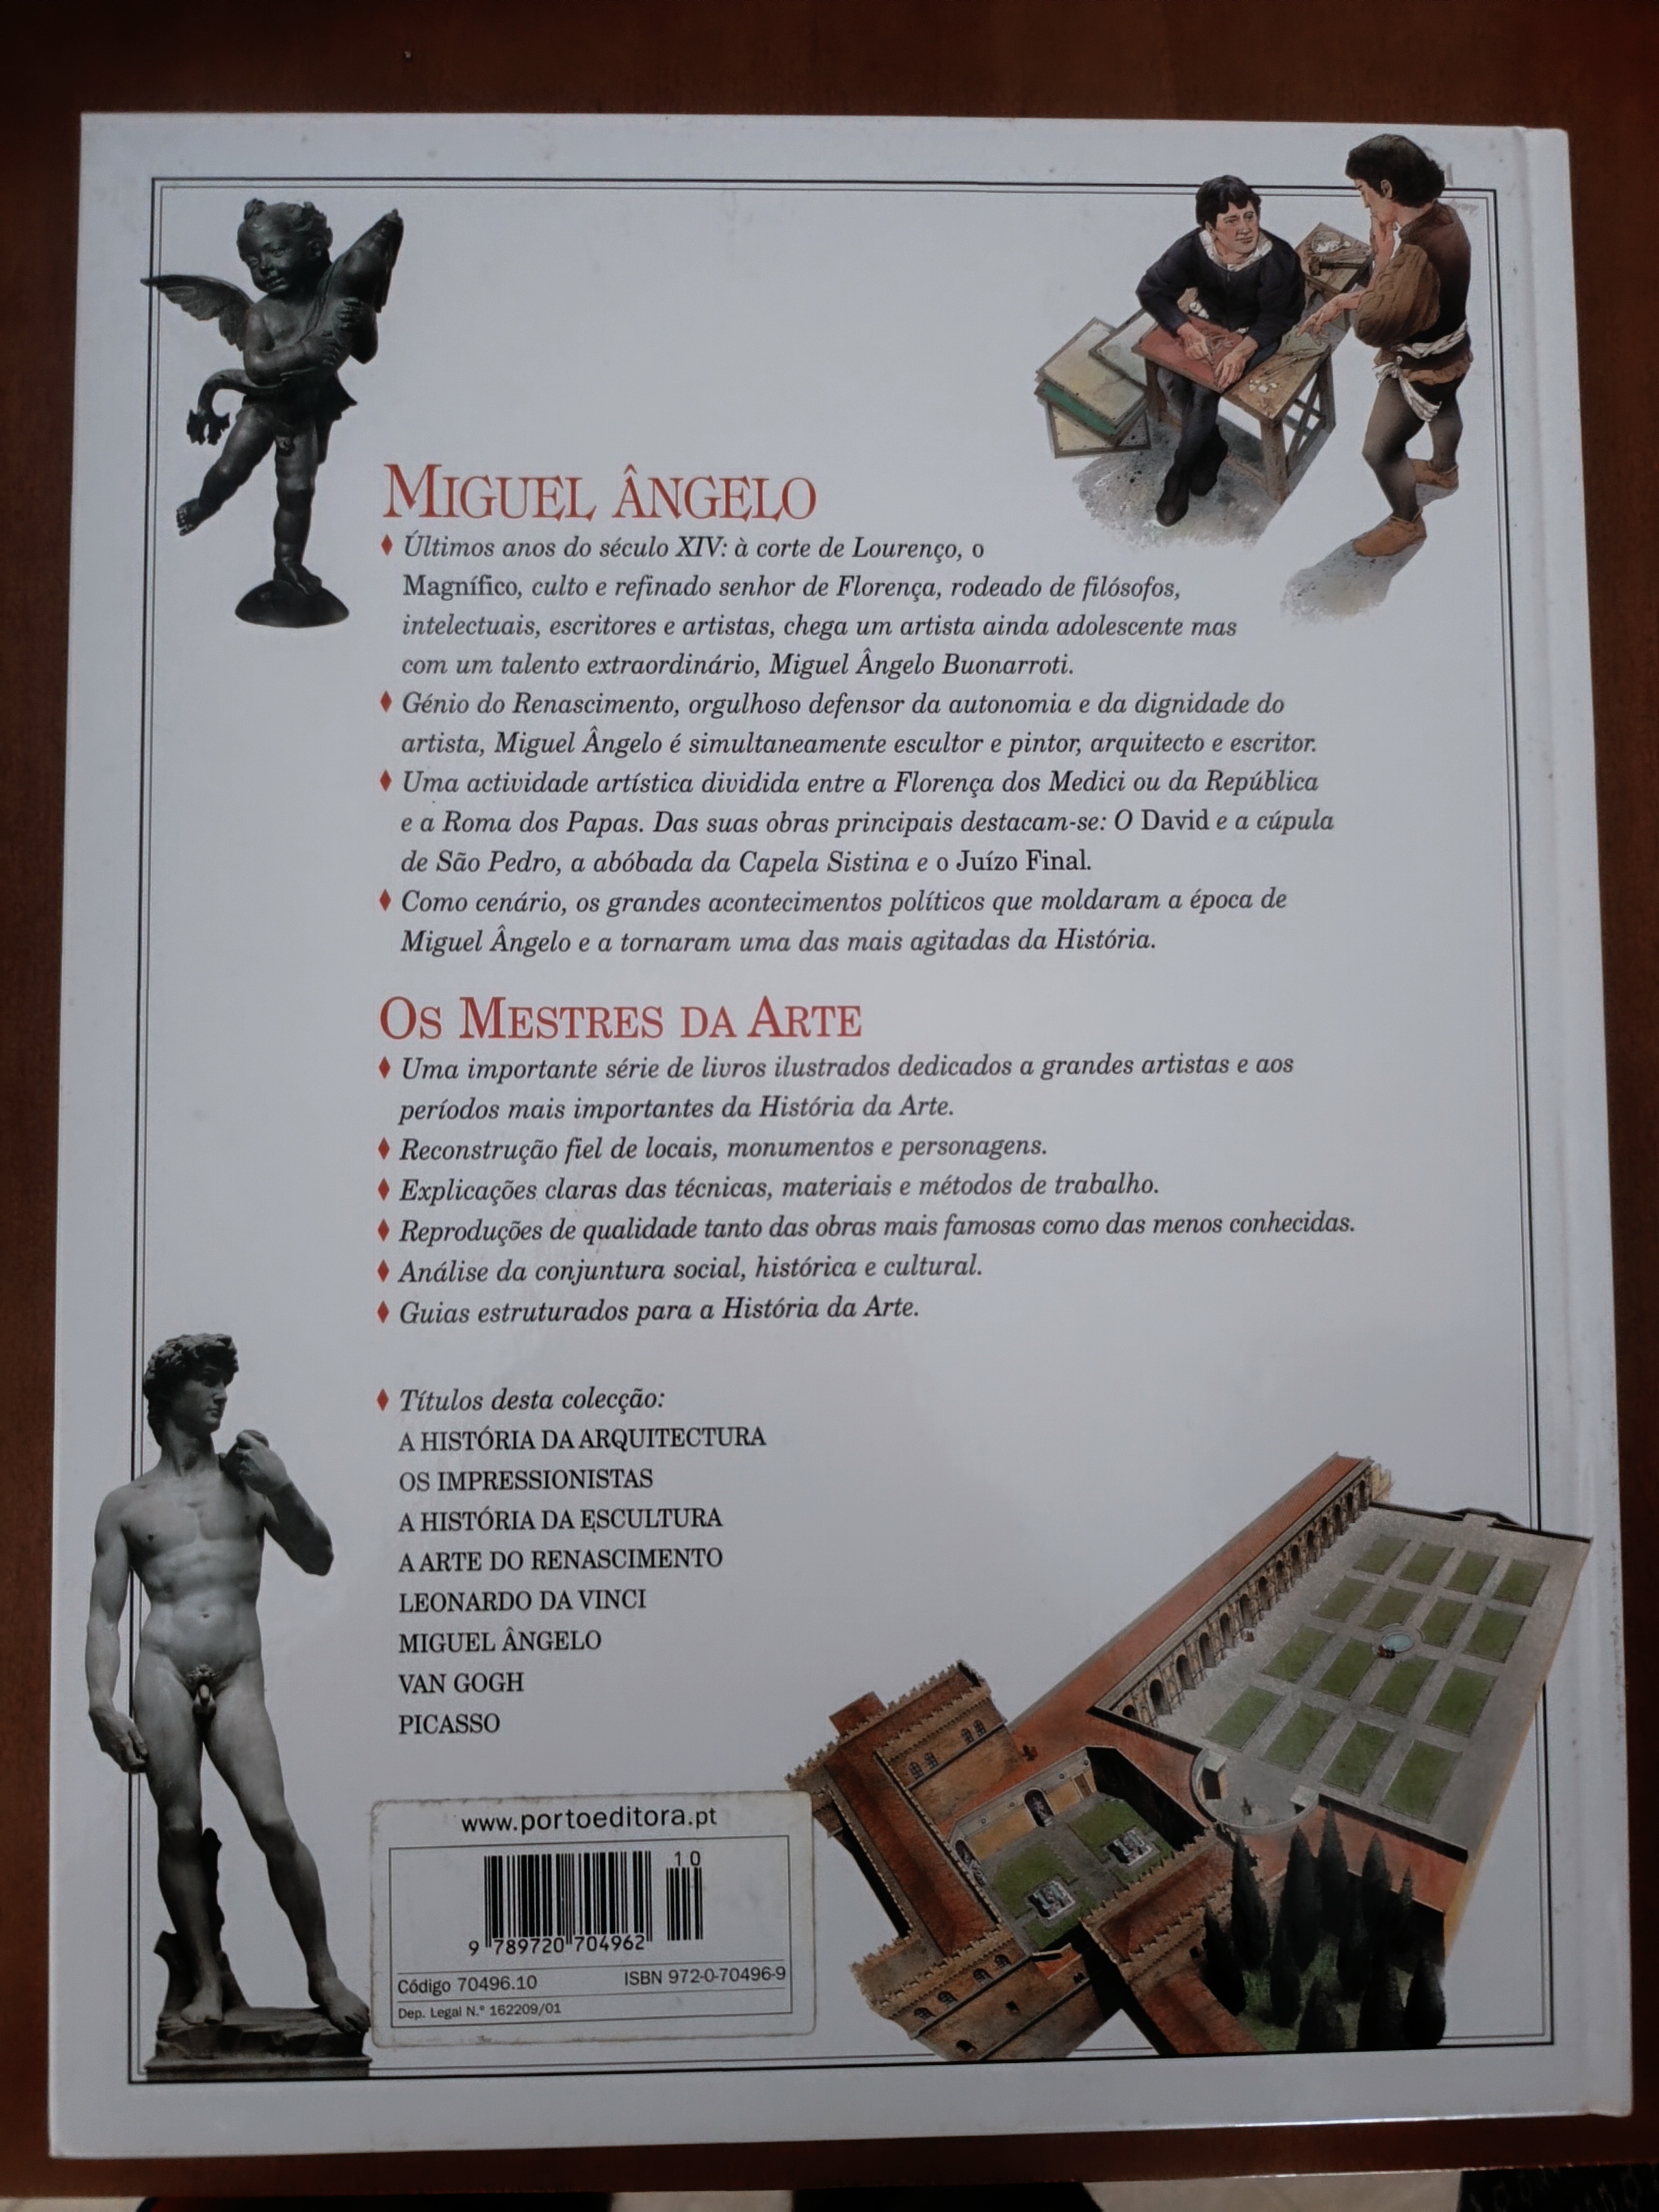 MIGUEL ÂNGELO
♦ Últimos anos do século XIV: à corte de Lourenço, o
Magnífico, culto e refinado senhor de Florença, rodeado de filósofos,
intelectuais, escritores e artistas, chega um artista ainda adolescente mas
com um talento extraordinário, Miguel Ângelo Buonarroti.
♦ Génio do Renascimento, orgulhoso defensor da autonomia e da dignidade do
artista, Miguel Ângelo é simultaneamente escultor e pintor, arquitecto e escritor.
♦ Uma actividade artística dividida entre a Florença dos Medici ou da República
e a Roma dos Papas. Das suas obras principais destacam-se: O David e a cúpula
de São Pedro, a abóbada da Capela Sistina e o Juízo Final.
♦ Como cenário, os grandes acontecimentos políticos que moldaram a época de
Miguel Ângelo e a tornaram uma das mais agitadas da História.
OS MESTRES DA ARTE
♦ Uma importante série de livros ilustrados dedicados a grandes artistas e aos
períodos mais importantes da História da Arte.
♦ Reconstrução fiel de locais, monumentos e personagens.
♦ Explicações claras das técnicas, materiais e métodos de trabalho.
♦ Reproduções de qualidade tanto das obras mais famosas como das menos conhecidas.
♦ Análise da conjuntura social, histórica e cultural.
♦ Guias estruturados para a História da Arte.
♦ Títulos desta colecção:
A HISTÓRIA DA ARQUITECTURA
OS IMPRESSIONISTAS
A HISTÓRIA DA ESCULTURA
A ARTE DO RENASCIMENTO
LEONARDO DA VINCI
MIGUEL ÂNGELO
VAN GOGH
PICASSO
www.portoeditora.pt
10
9 789720 704962
Código 70496.10 ISBN 972-0-70496-9
Dep. Legal N.º 162209/01